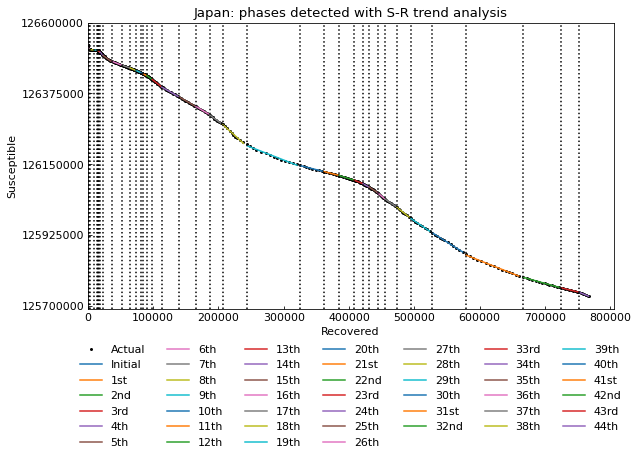 Japan: phases detected with S-R trend analysis
126600000
126375000
126150000
125925000
125700000
Susceptible
0 100000 200000 300000 400000 500000 600000 700000 800000
Recovered
Actual 6th 13th 20th 27th 33rd 39th
Initial 7th 14th 21st 28th 34th 40th
1st 8th 15th 22nd 29th 35th 41st
2nd 9th 16th 23rd 30th 36th 42nd
3rd 10th 17th 24th 31st 37th 43rd
4th 11th 18th 25th 32nd 38th 44th
5th 12th 19th 26th